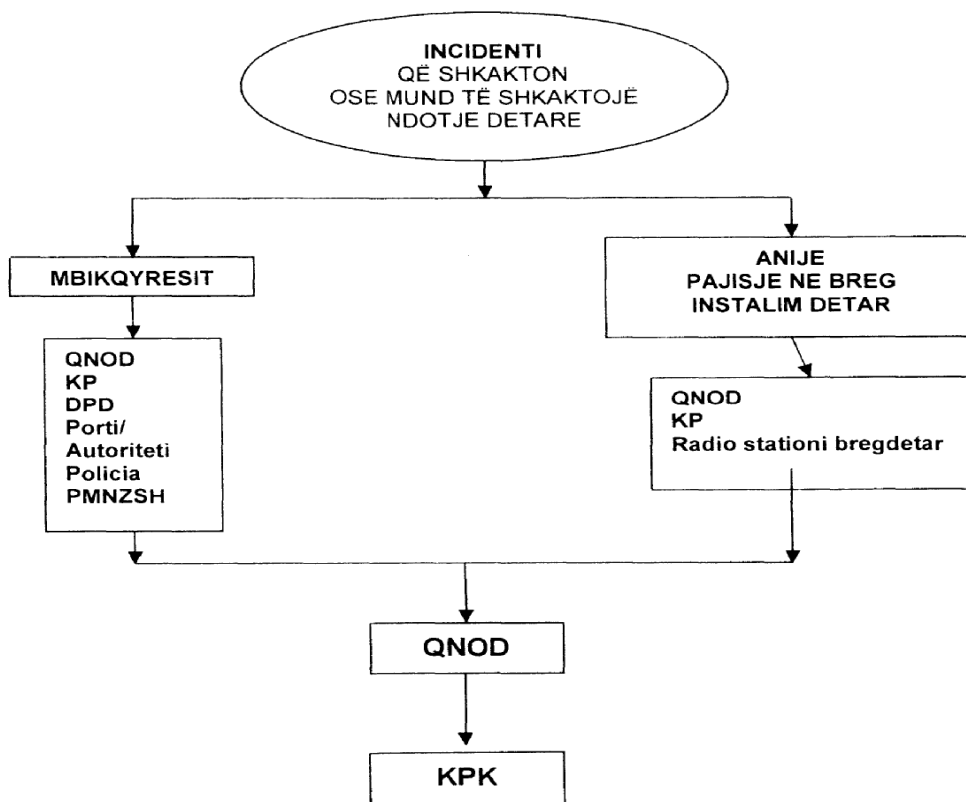 INCIDENTI
QË SHKAKTON
OSE MUND TË SHKAKTOJË
NDOTJE DETARE
MBIKQYRESIT
ANIJE
PAJISJE NE BREG
INSTALIM DETAR
QNOD
KP
DPD
Porti/
Autoriteti
Policia
PMNZSH
QNOD
KP
Radio stationi bregdetar
QNOD
KPK